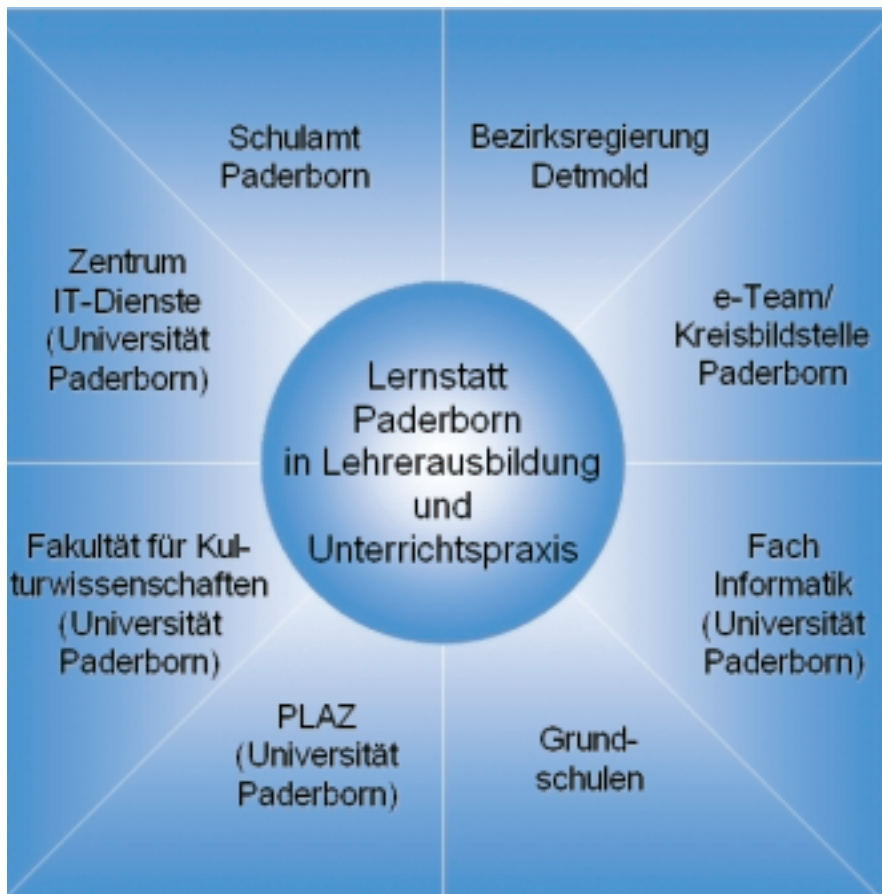 Schulamt
Paderborn
Bezirksregierung
Detmold
Zentrum
IT-Dienste
(Universität
Paderborn)
e-Team/
Kreisbildstelle
Paderborn
Lernstatt
Paderborn
in Lehrerausbildung
und
Unterrichtspraxis
Fakultät für Kul-
turwissenschaften
(Universität
Paderborn)
Fach
Informatik
(Universität
Paderborn)
PLAZ
(Universität
Paderborn)
Grund-
schulen